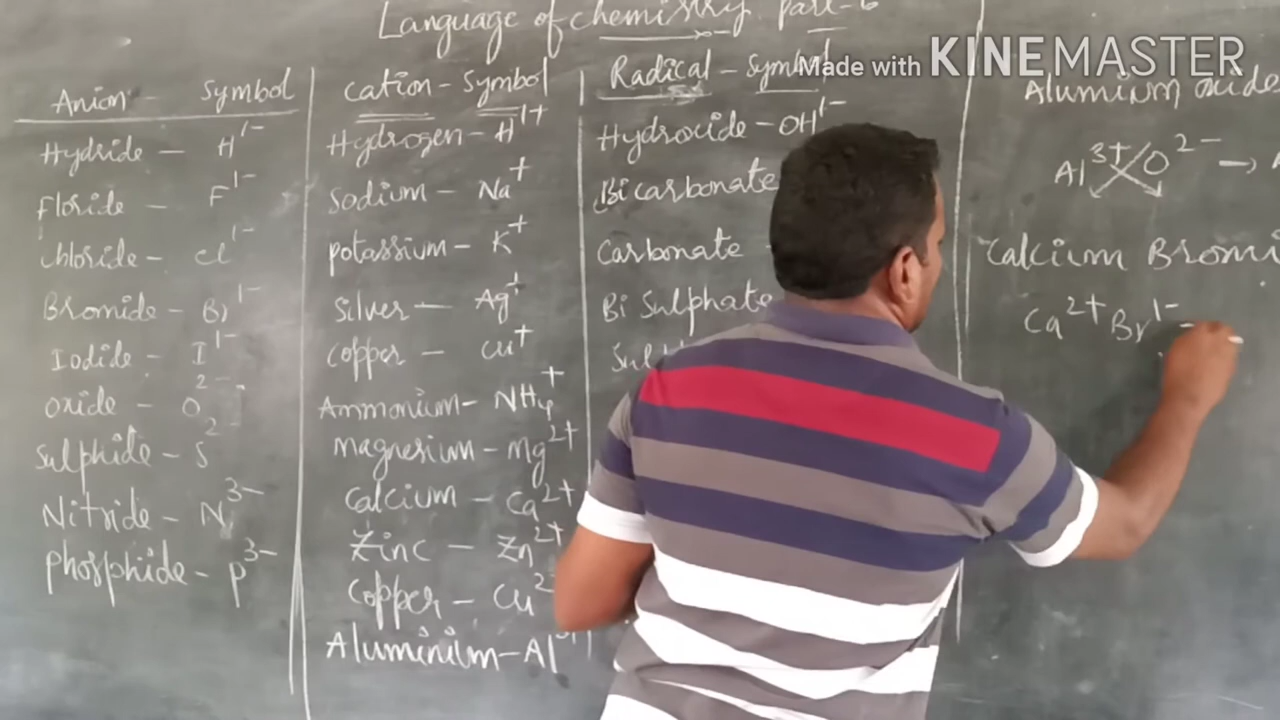 Language of chemistry Part-6
Made with KINEMASTER
Anion - Symbol
Hydride - H1-
Floride - F1-
chloride - Cl1-
Bromide - Br1-
Iodide - I1-
oxide - O2-
Sulphide - S2-
Nitride - N3-
phosphide - p3-
cation - Symbol
Hydrogen - H1+
Sodium - Na+
potassium - K+
Silver - Ag+
copper - Cu+
Ammonium - NH4+
magnesium - Mg2+
calcium - Ca2+
Zinc - Zn2+
copper - Cu2
Aluminium - Al3+
Radical - Symbol
Hydrocide - OH1-
Bicarbonate
Carbonate -
Bi Sulphate
Sul
Alumium oxide
Al3+ O2- →
Calcium Bromi
Ca2+ Br1-